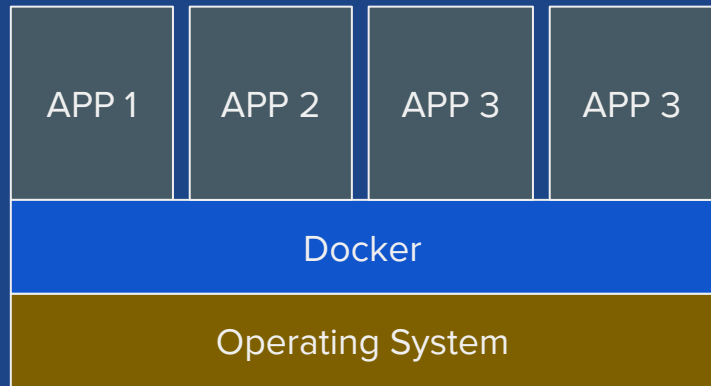 APP 1
APP 2
APP 3
APP 3
Docker
Operating System